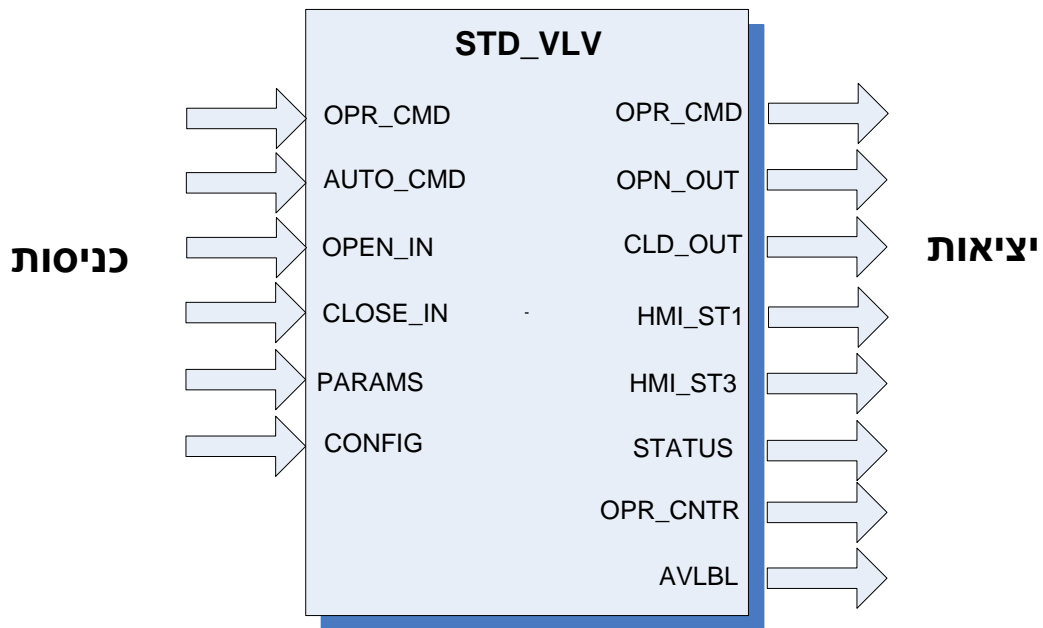 STD_VLV
כניסות
OPR_CMD
AUTO_CMD
OPEN_IN
CLOSE_IN
PARAMS
CONFIG
-
OPR_CMD
OPN_OUT
CLD_OUT
HMI_ST1
HMI_ST3
STATUS
OPR_CNTR
AVLBL
יציאות